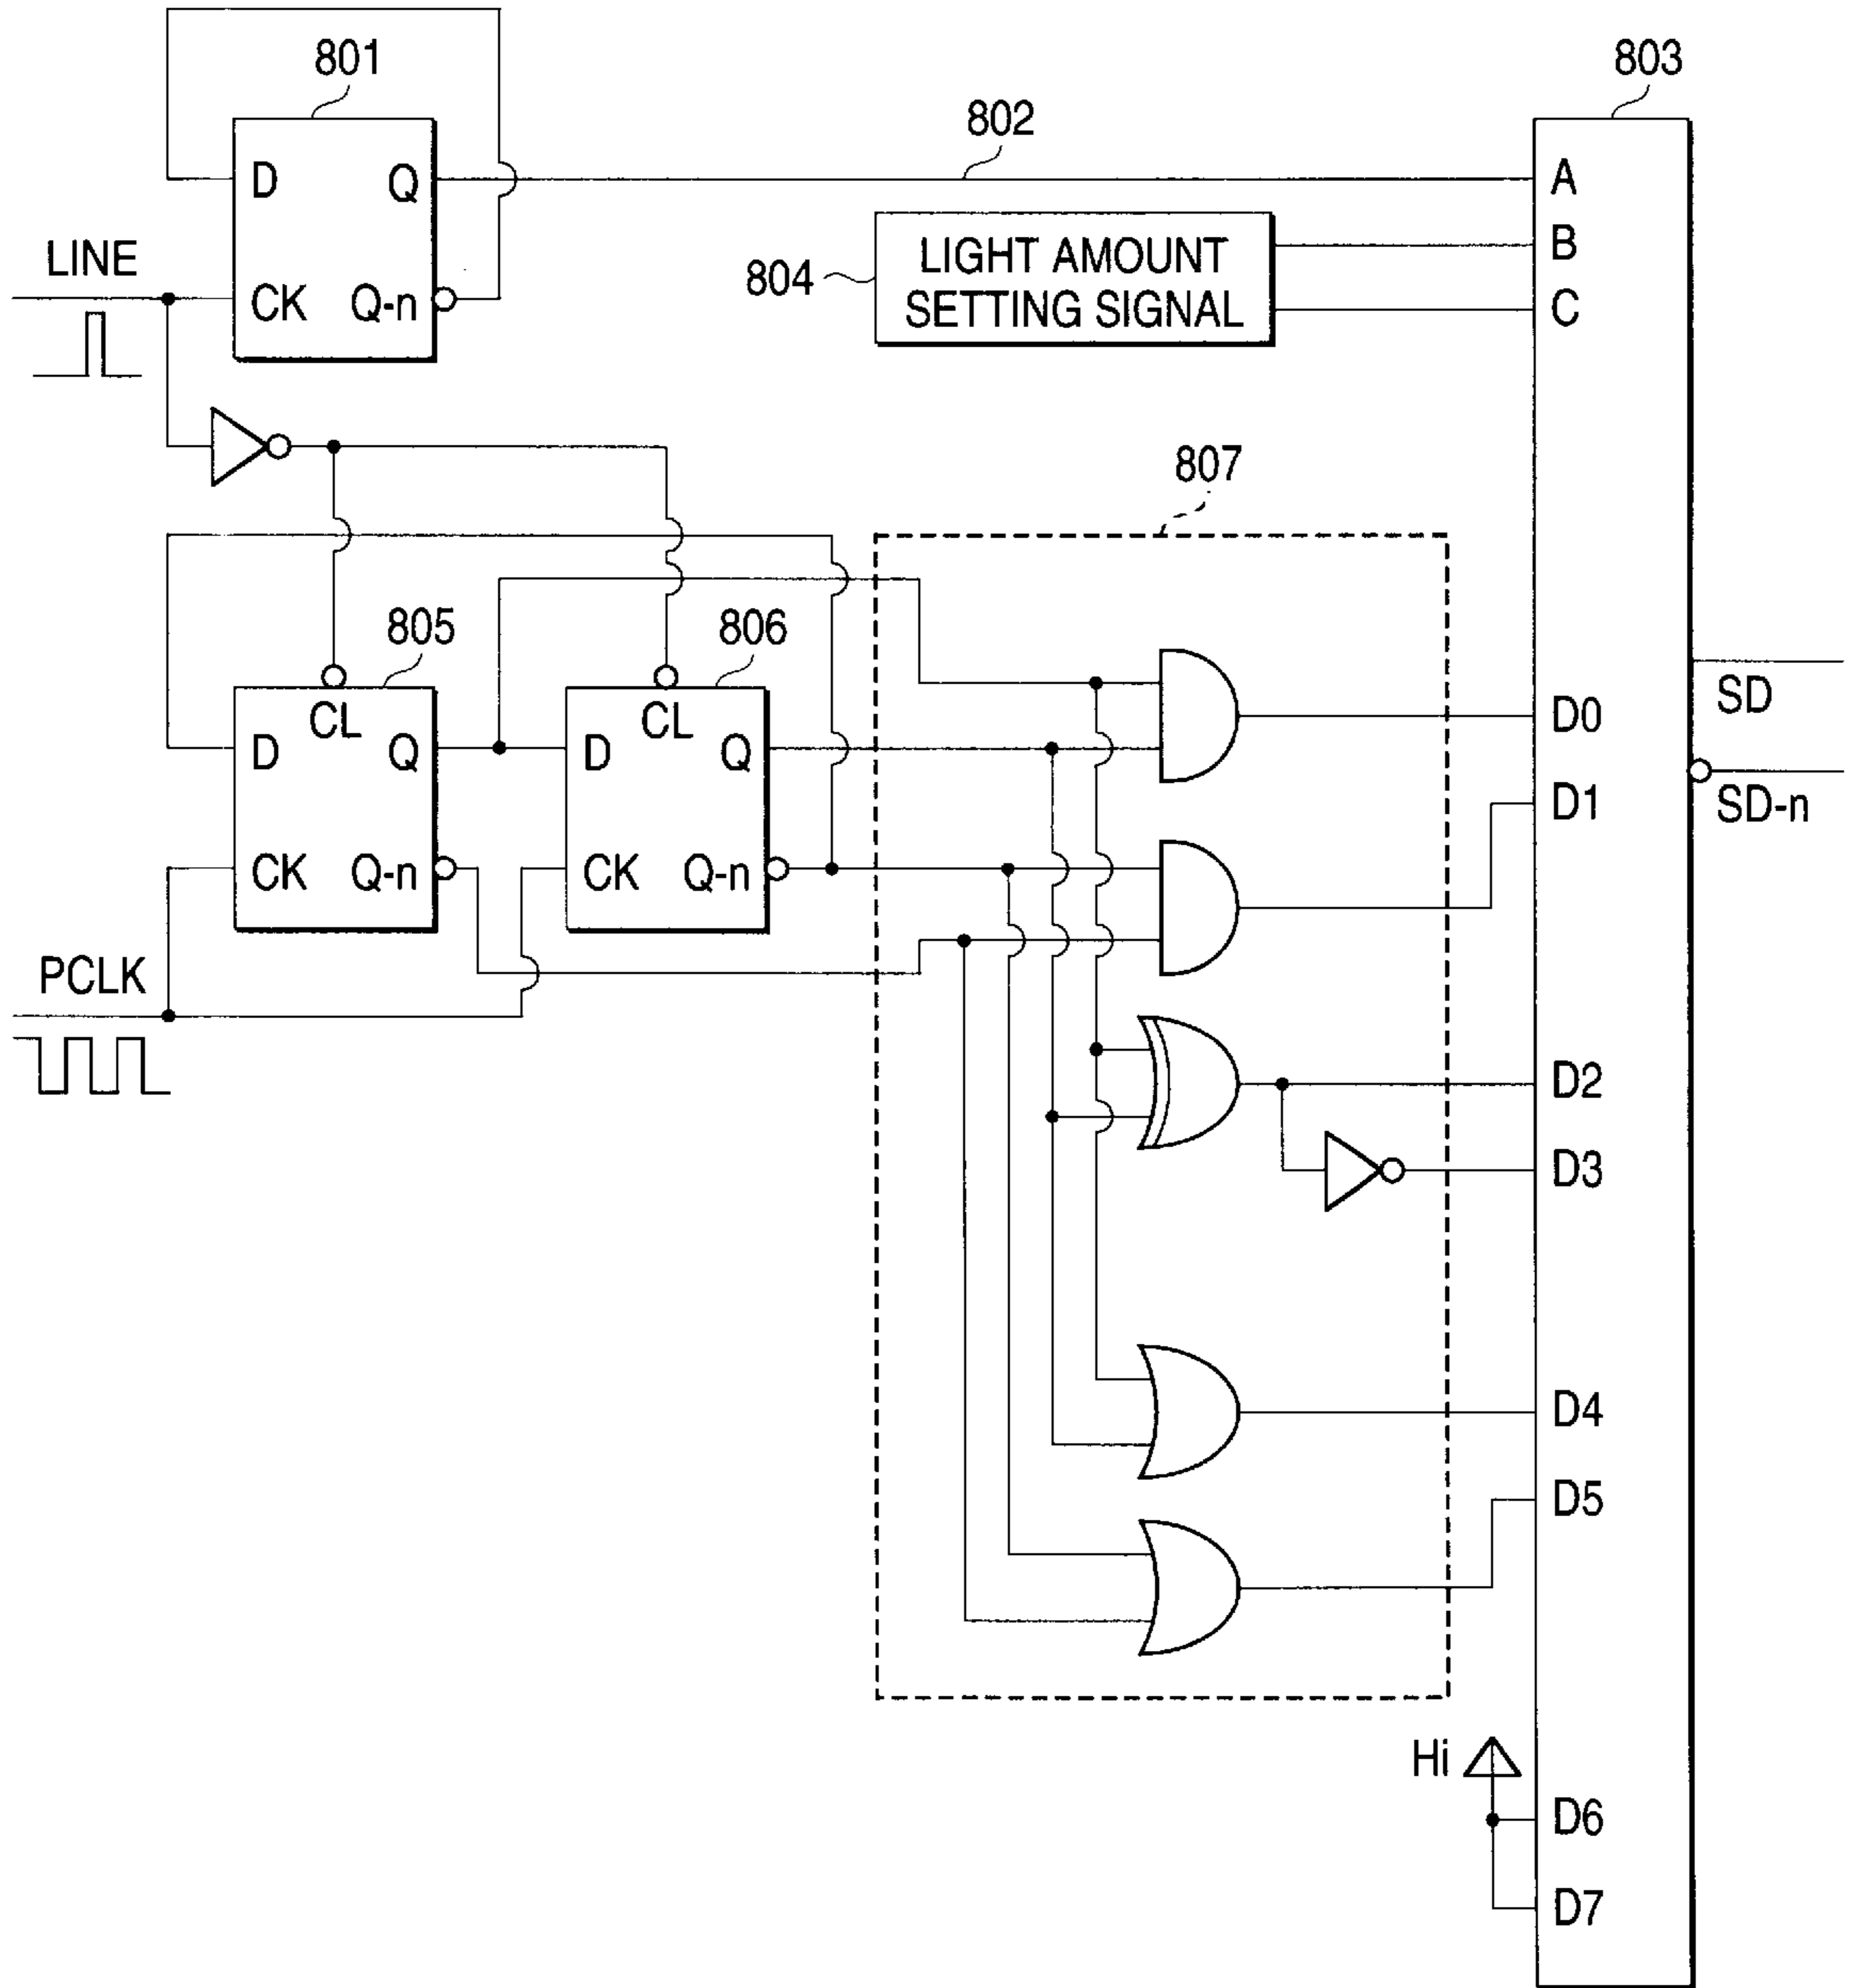 801
803
802
D
Q
A
LINE
804
LIGHT AMOUNT
SETTING SIGNAL
B
CK
Q-n
C
807
805
806
CL
CL
D
Q
D
Q
D0
SD
D1
SD-n
CK
Q-n
CK
Q-n
PCLK
D2
D3
D4
D5
Hi
D6
D7